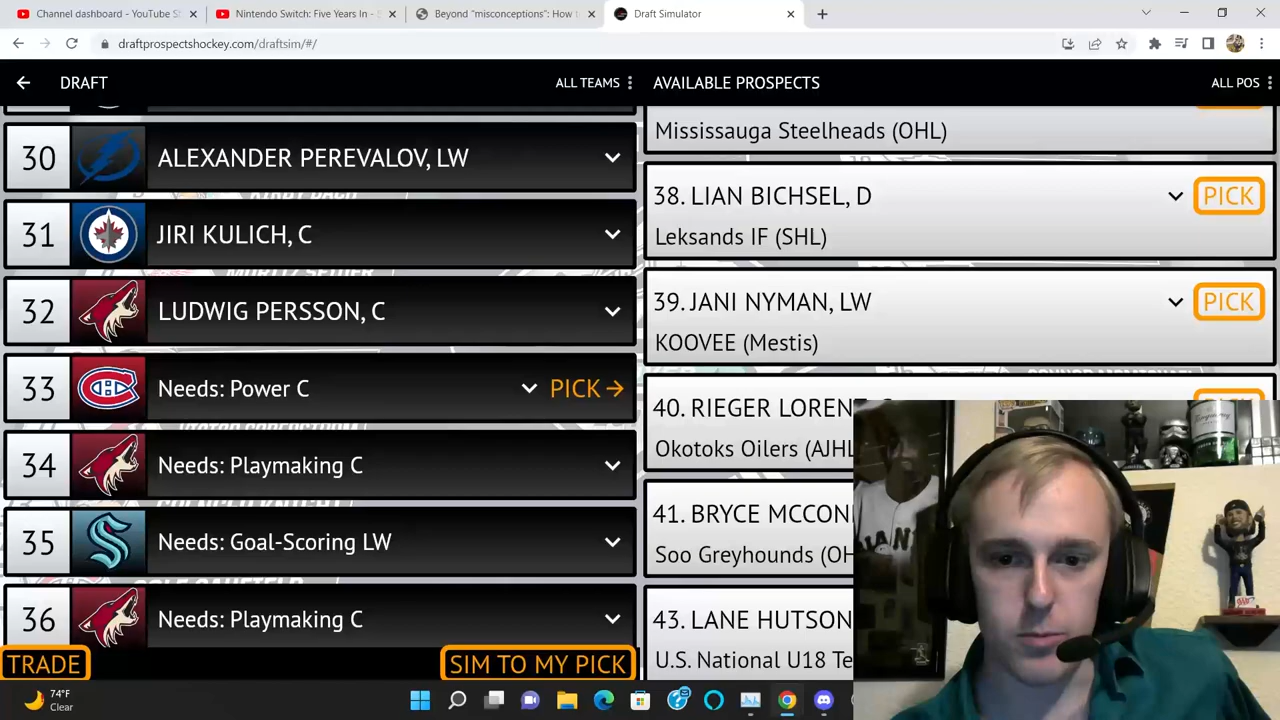 Channel dashboard - YouTube S
Nintendo Switch: Five Years In -
Beyond "misconceptions": How t
Draft Simulator
draftprospectshockey.com/draftsim/#/
DRAFT
ALL TEAMS
AVAILABLE PROSPECTS
ALL POS
30
ALEXANDER PEREVALOV, LW
31
JIRI KULICH, C
32
LUDWIG PERSSON, C
33
Needs: Power C
PICK
34
Needs: Playmaking C
35
Needs: Goal-Scoring LW
36
Needs: Playmaking C
TRADE
SIM TO MY PICK
Mississauga Steelheads (OHL)
38. LIAN BICHSEL, D
PICK
Leksands IF (SHL)
39. JANI NYMAN, LW
PICK
KOOVEE (Mestis)
40. RIEGER LOREN
Okotoks Oilers (AJHL
41. BRYCE MCCON
Soo Greyhounds (OH
43. LANE HUTSON
U.S. National U18 Te
GIANT
74°F
Clear